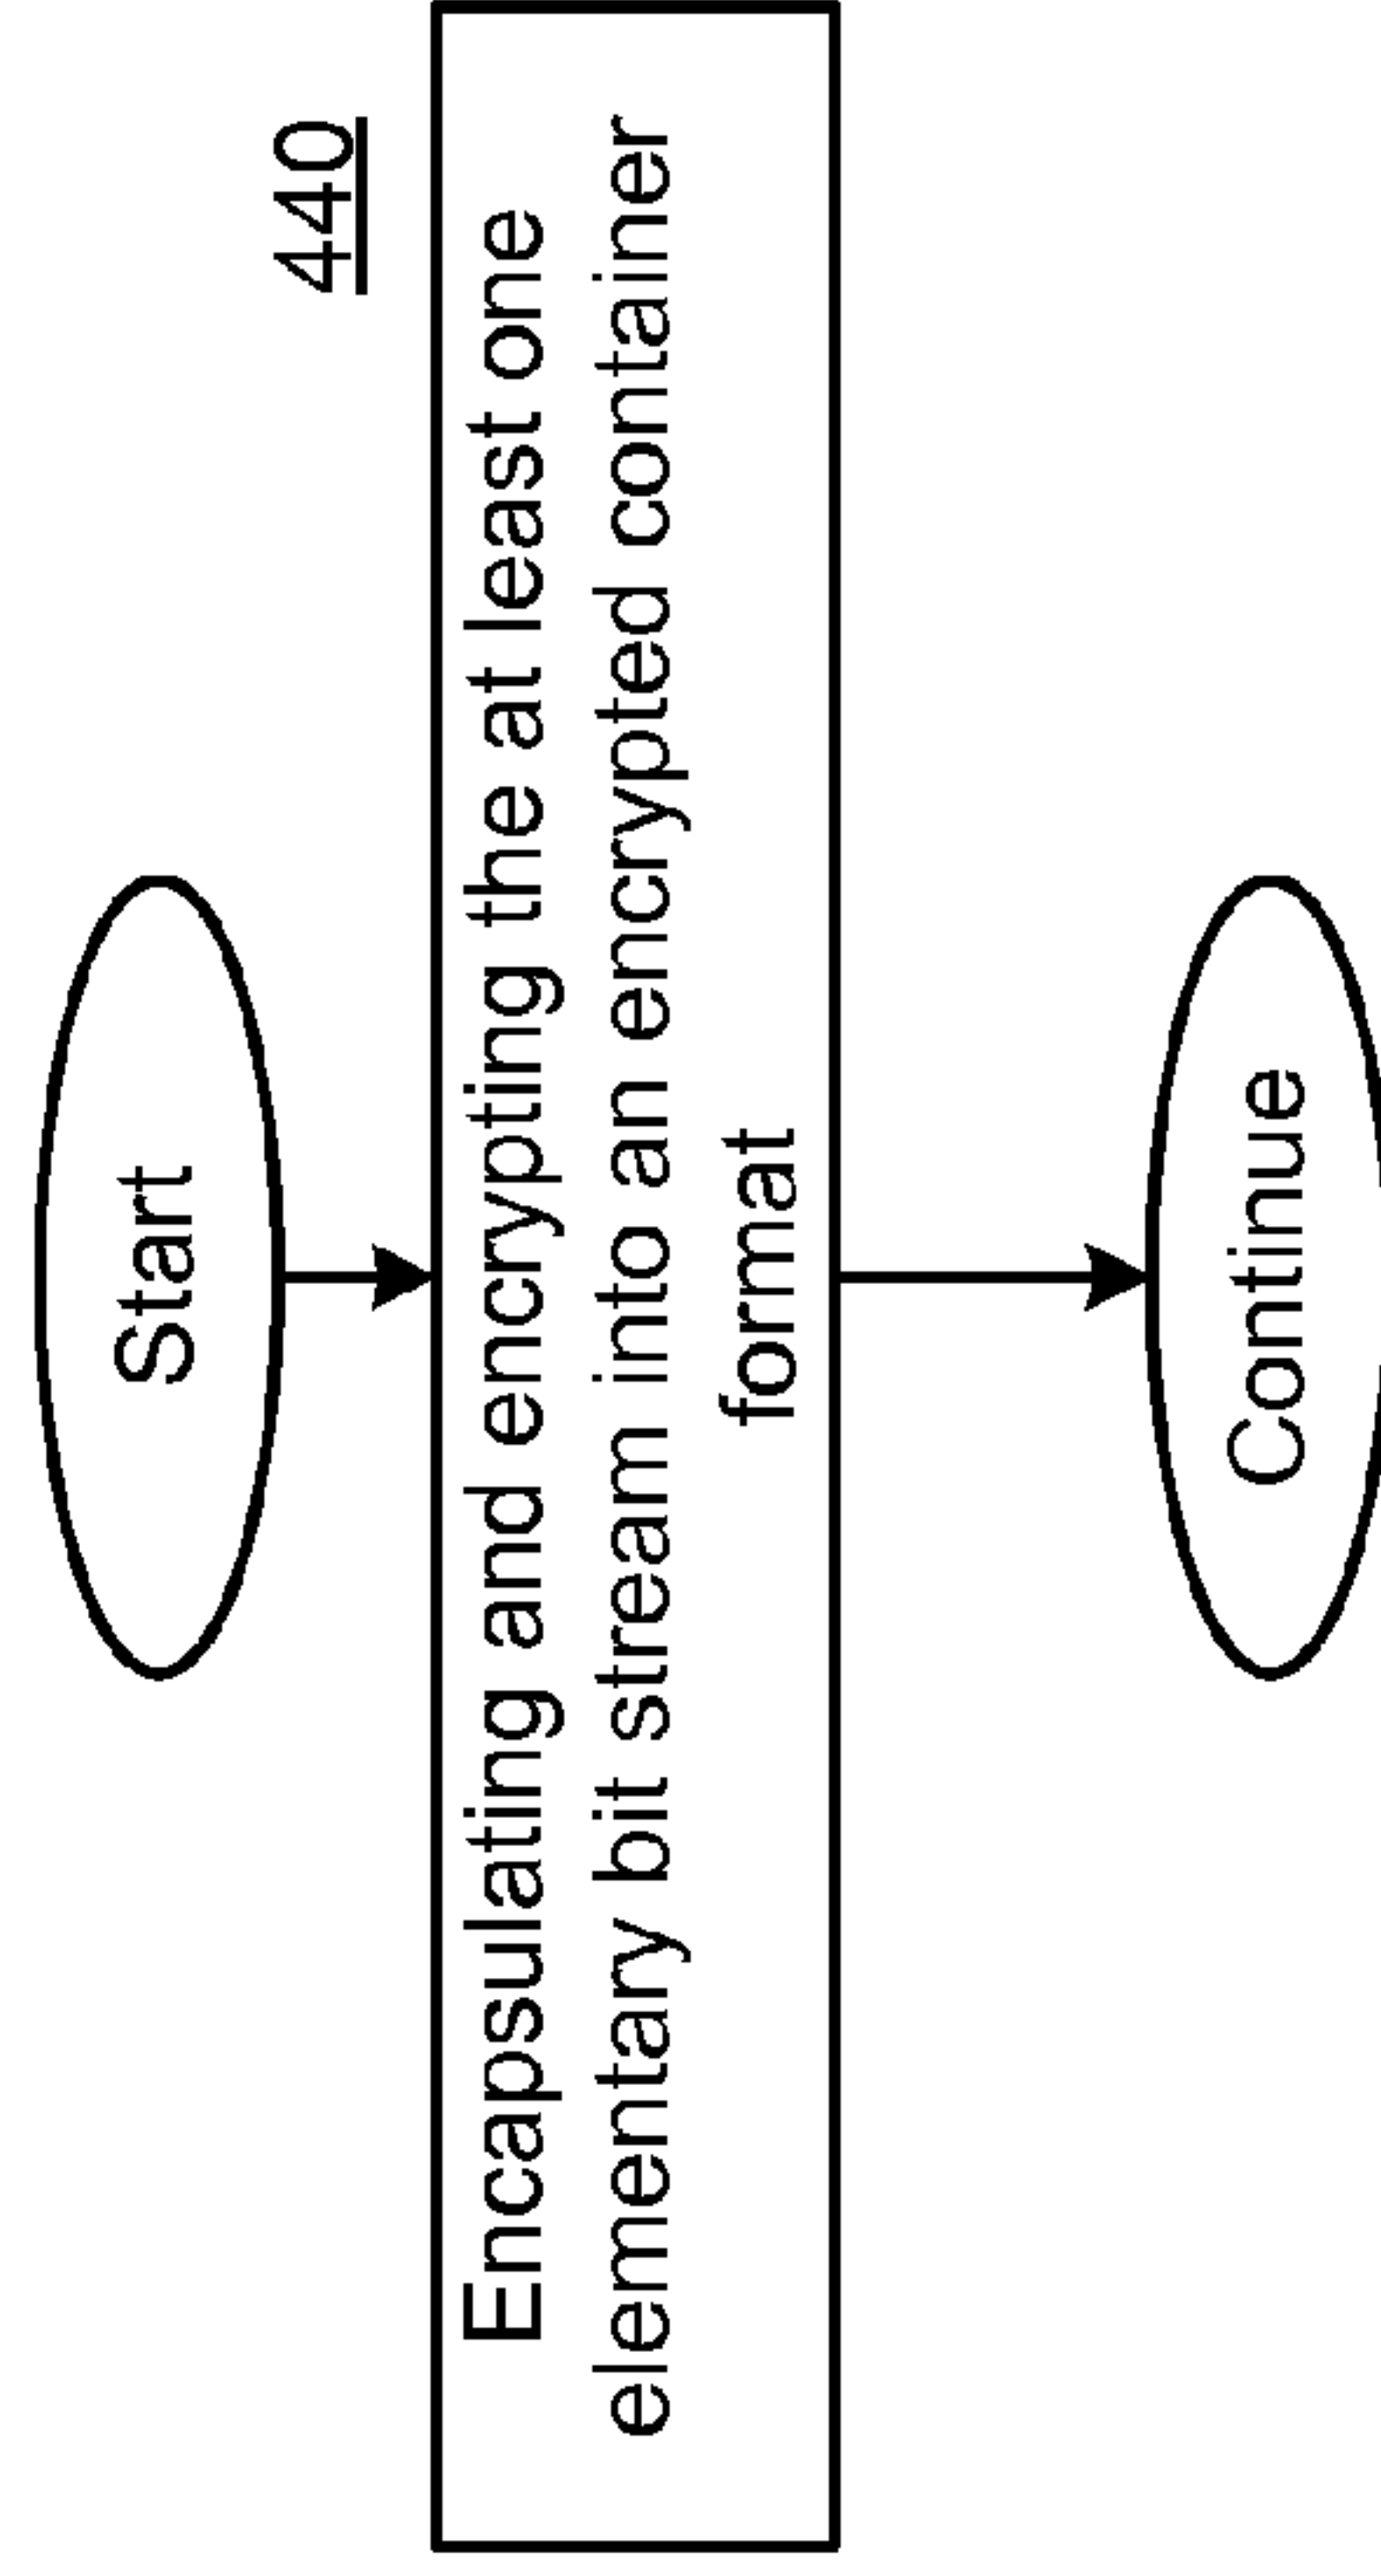 Start
440
Encapsulating and encrypting the at least one
elementary bit stream into an encrypted container
format
Continue